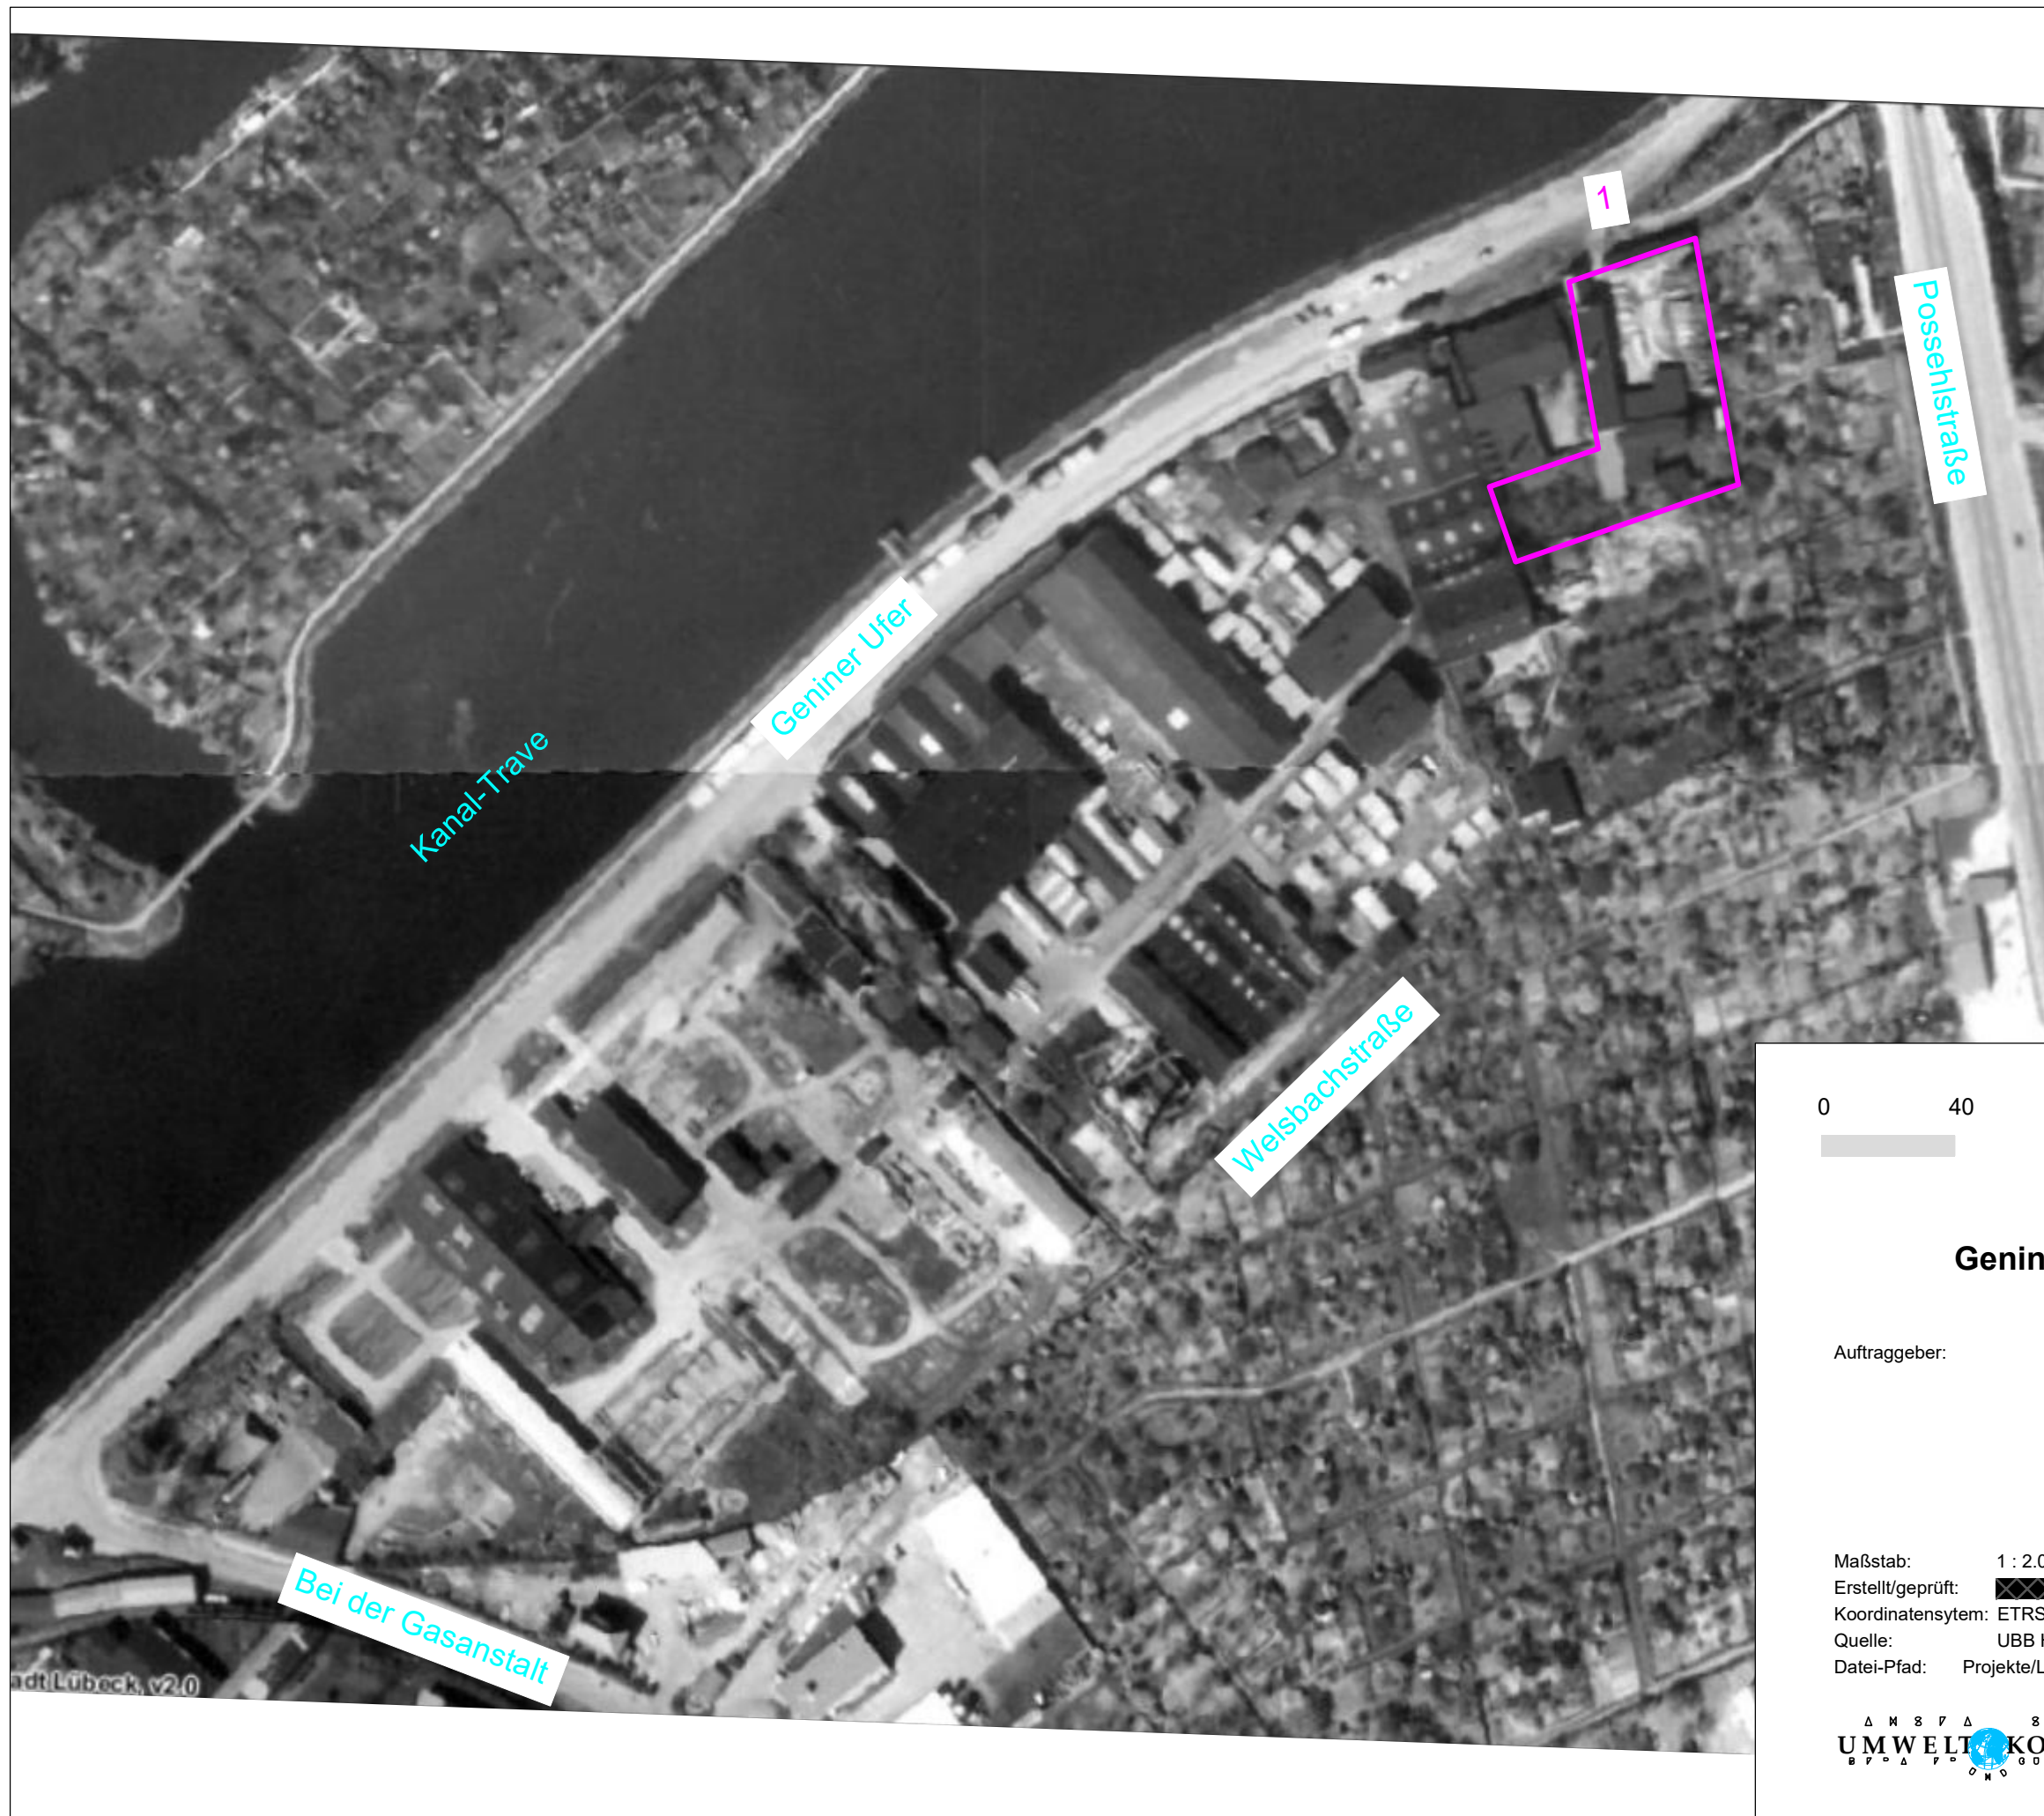 1
Possehlstraße
Geniner Ufer
Kanal-Trave
Welsbachstraße
Bei der Gasanstalt
adt Lübeck, v2.0
0 40
Genin
Auftraggeber:
Maßstab: 1 : 2.0
Erstellt/geprüft:
Koordinatensytem: ETRS
Quelle: UBB
Datei-Pfad: Projekte/L
UMWELT KO